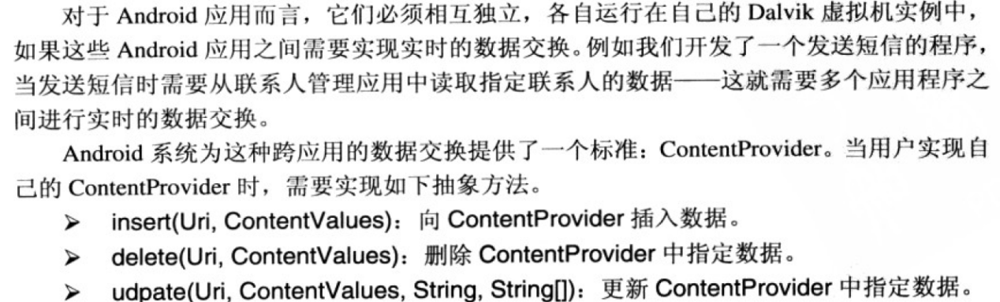 对于 Android 应用而言，它们必须相互独立，各自运行在自己的 Dalvik 虚拟机实例中，
如果这些 Android 应用之间需要实现实时的数据交换。例如我们开发了一个发送短信的程序，
当发送短信时需要从联系人管理应用中读取指定联系人的数据——这就需要多个应用程序之
间进行实时的数据交换。
Android 系统为这种跨应用的数据交换提供了一个标准：ContentProvider。当用户实现自
己的 ContentProvider 时，需要实现如下抽象方法。
➢ insert(Uri, ContentValues)：向 ContentProvider 插入数据。
➢ delete(Uri, ContentValues)：删除 ContentProvider 中指定数据。
➢ udpate(Uri, ContentValues, String, String[])：更新 ContentProvider 中指定数据。